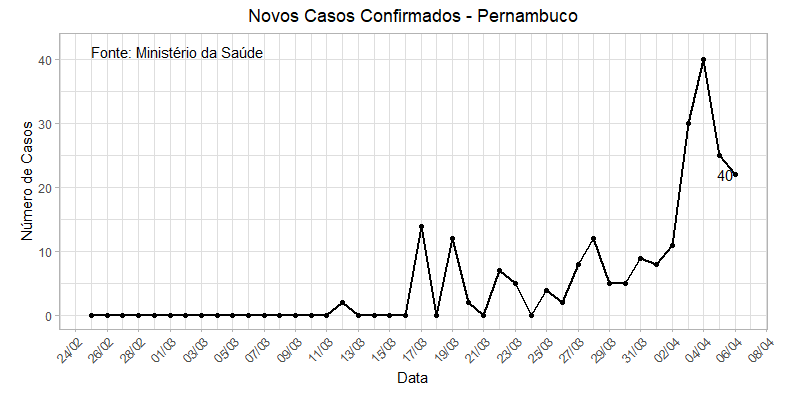 Novos Casos Confirmados - Pernambuco
Fonte: Ministério da Saúde
Número de Casos
40
30
20
10
0
40
24/02 26/02 28/02 01/03 03/03 05/03 07/03 09/03 11/03 13/03 15/03 17/03 19/03 21/03 23/03 25/03 27/03 29/03 31/03 02/04 04/04 06/04 08/04
Data